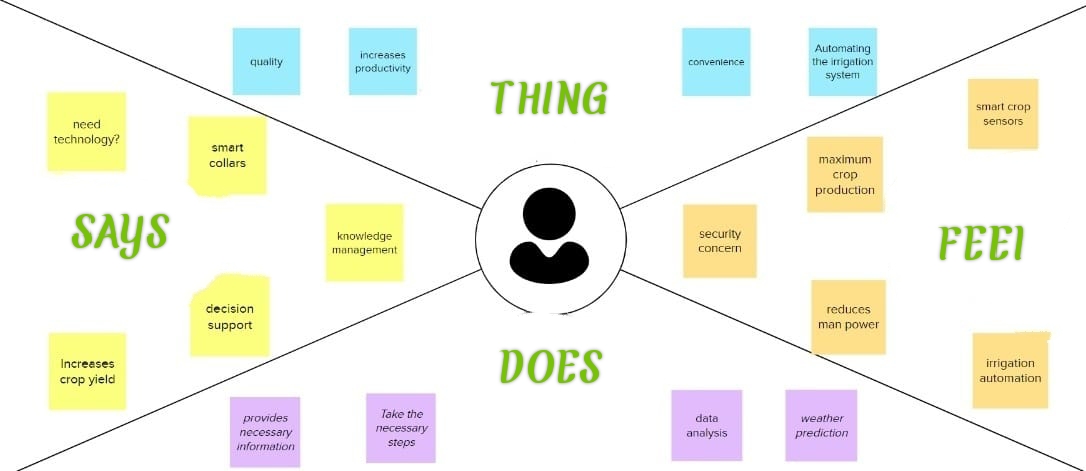 quality
increases
productivity
THING
convenience
Automating
the irrigation
system
need
technology?
smart
collars
SAYS
knowledge
management
decision
support
Increases
crop yield
smart crop
sensors
maximum
crop
production
security
concern
FEEI
reduces
man power
irrigation
automation
DOES
provides
necessary
information
Take the
necessary
steps
data
analysis
weather
prediction